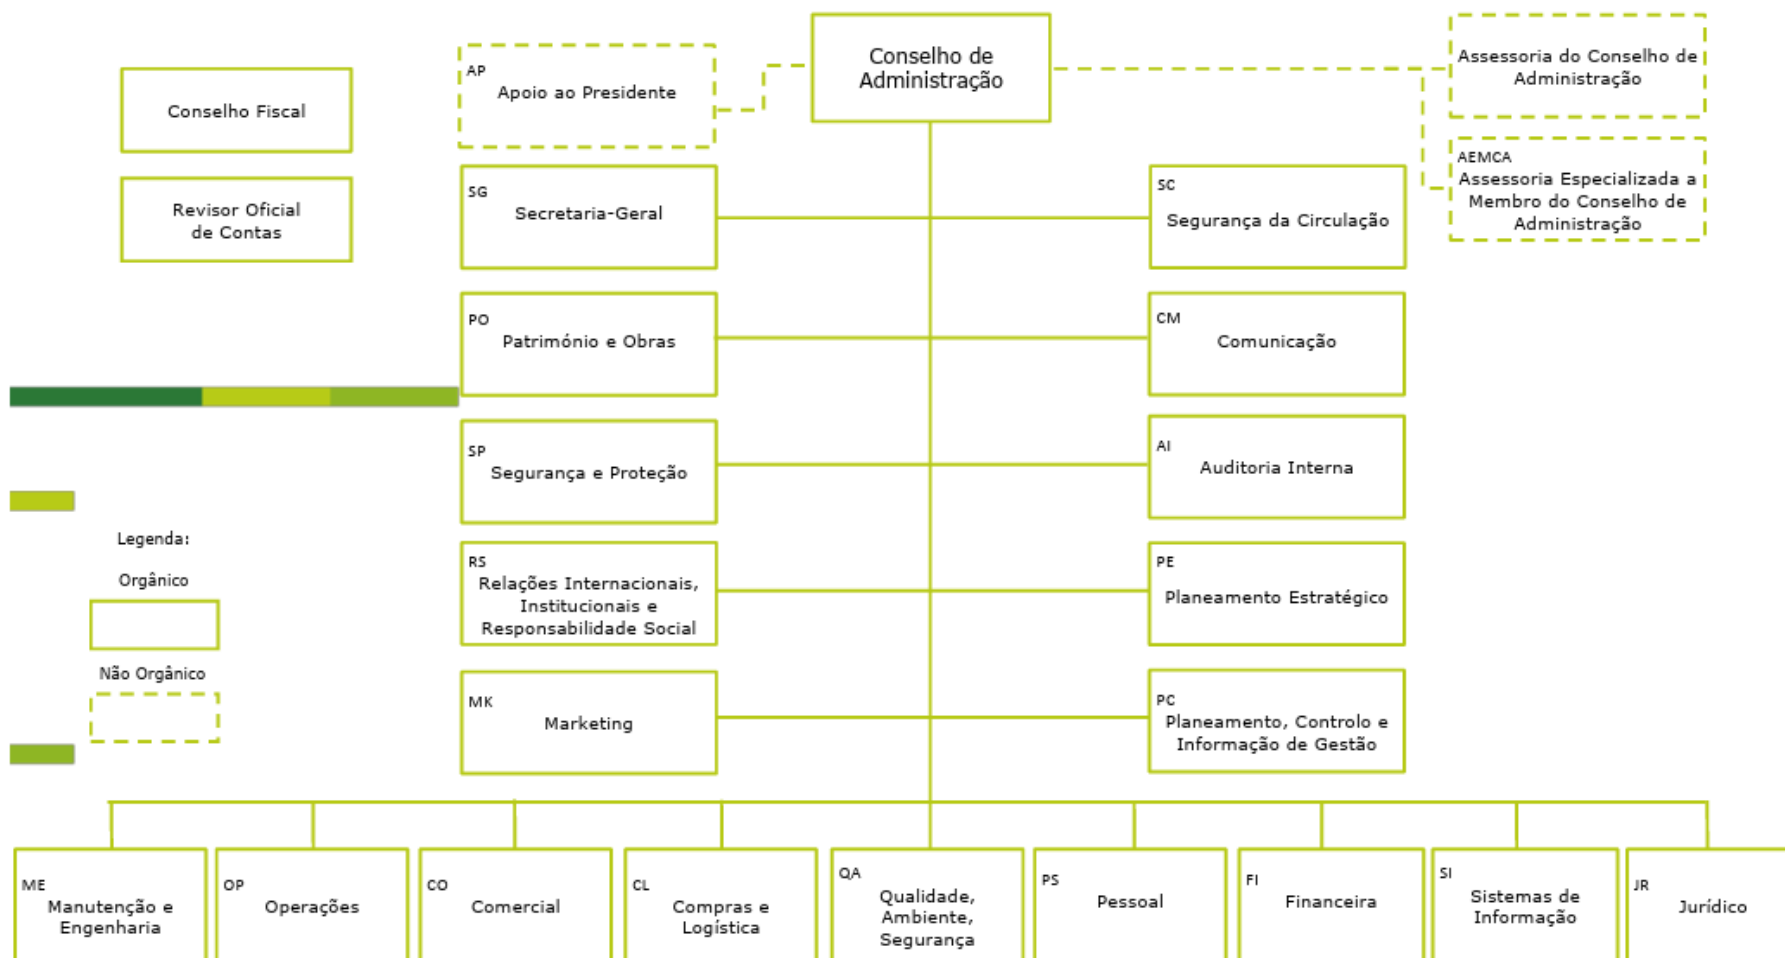 Conselho de
Administração
AP
Apoio ao Presidente
Assessoria do Conselho de
Administração
Conselho Fiscal
AEMCA
Assessoria Especializada a
Membro do Conselho de
Administração
Revisor Oficial
de Contas
SG
Secretaria-Geral
SC
Segurança da Circulação
PO
Património e Obras
CM
Comunicação
SP
Segurança e Proteção
AI
Auditoria Interna
Legenda:
Orgânico
Não Orgânico
RS
Relações Internacionais,
Institucionais e
Responsabilidade Social
PE
Planeamento Estratégico
MK
Marketing
PC
Planeamento, Controlo e
Informação de Gestão
ME
Manutenção e
Engenharia
OP
Operações
CO
Comercial
CL
Compras e
Logística
QA
Qualidade,
Ambiente,
Segurança
PS
Pessoal
FI
Financeira
SI
Sistemas de
Informação
JR
Jurídico